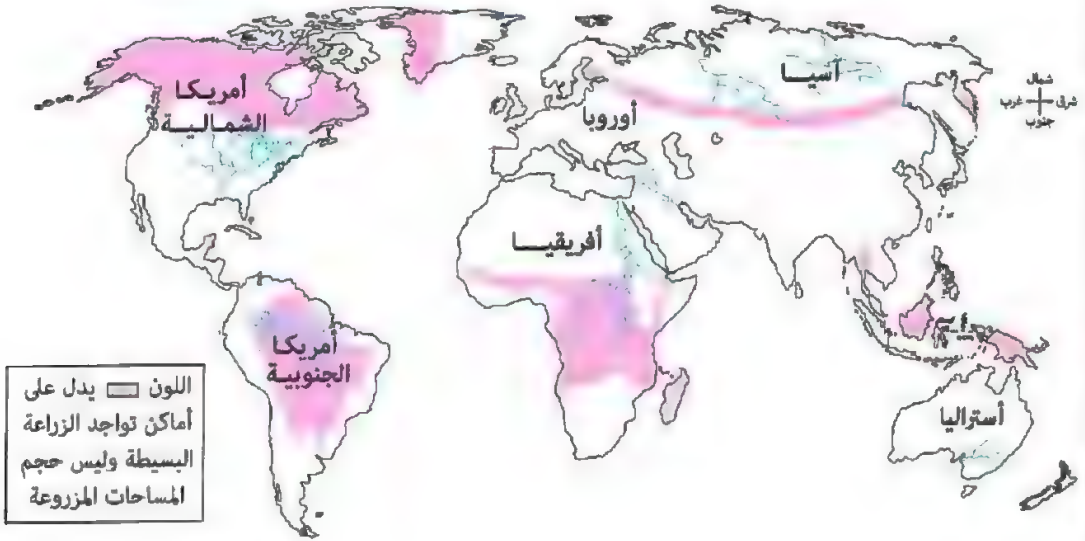 أمريكا
الشمالية
أوروبا
آسيا
شمال
شرق غرب
جنوب
أفريقيا
أمريكا
الجنوبية
أستراليا
اللون يدل على
أماكن تواجد الزراعة
البسيطة وليس حجم
المساحات المزروعة